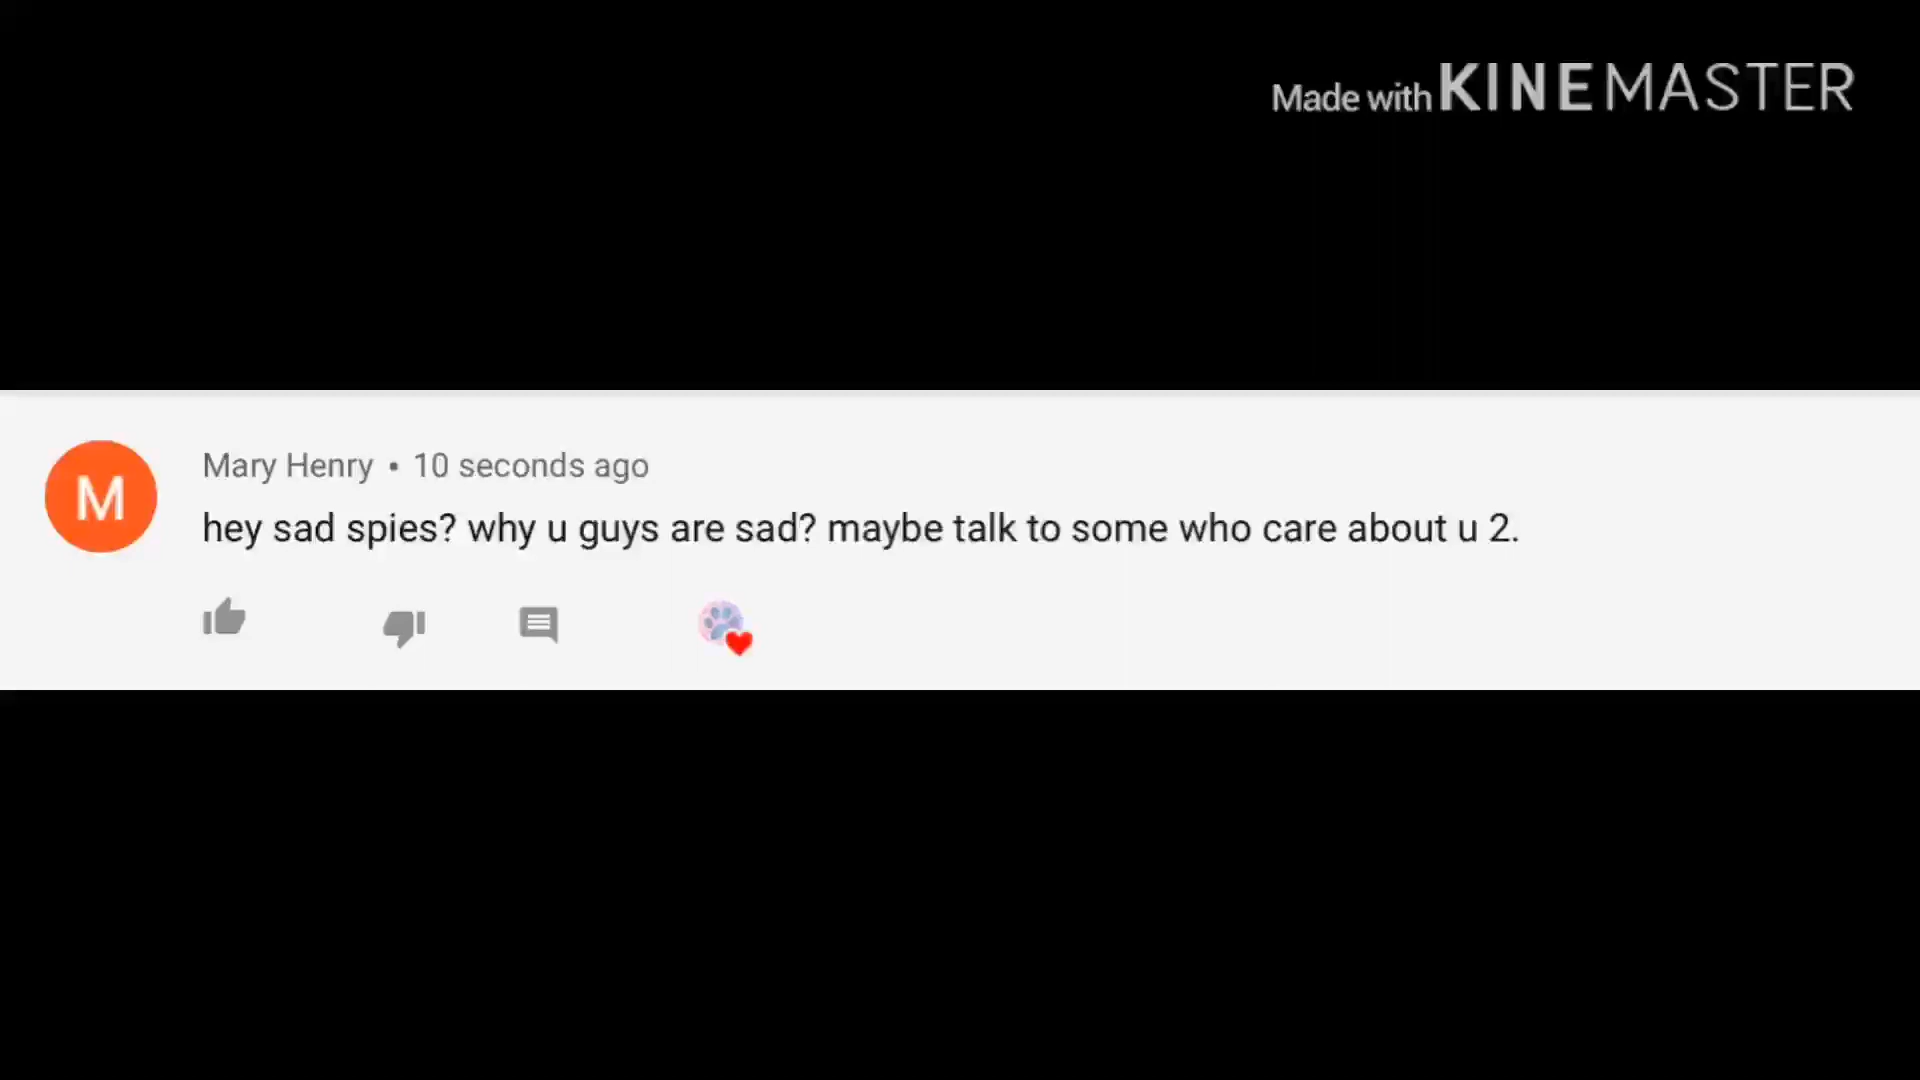 Made with KINEMASTER
M
Mary Henry • 10 seconds ago
hey sad spies? why u guys are sad? maybe talk to some who care about u 2.